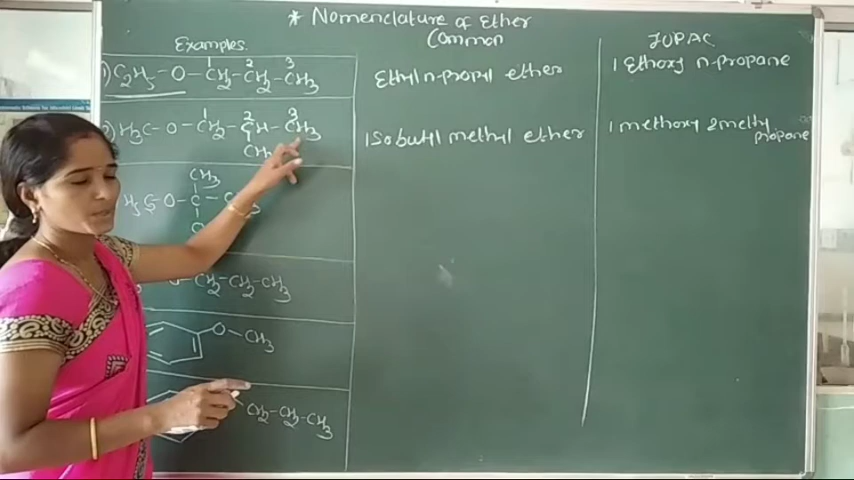 * Nomenclature of Ether
Examples Common IUPAC
1) C2H5 - O - CH2 - CH2 - CH3 Ethyl n-propyl ether 1 Ethoxy n-propane
1 2 3
2) H3C - O - CH2 - CH - CH3 Isobutyl methyl ether 1 methoxy 2 methly propane
1 2 3
CH3
CH3
H3C - O - C -
CH2 - CH2 - CH3
O - CH3
CH2 - CH2 - CH3